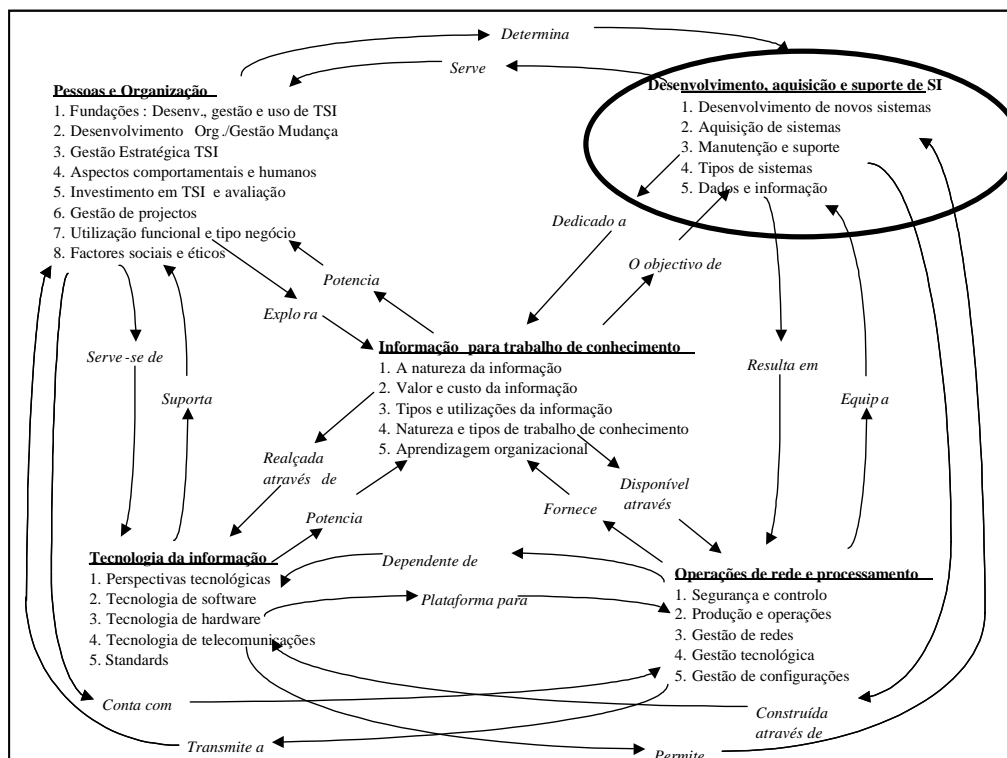 Determina
Serve
Pessoas e Organização
1. Fundações : Desenv., gestão e uso de TSI
2. Desenvolvimento Org ./Gestão Mudança
3. Gestão Estratégica TSI
4. Aspectos comportamentais e humanos
5. Investimento em TSI e avaliação
6. Gestão de projectos
7. Utilização funcional e tipo negócio
8. Factores sociais e éticos
Desenvolvimento, aquisição e suporte de SI
1. Desenvolvimento de novos sistemas
2. Aquisição de sistemas
3. Manutenção e suporte
4. Tipos de sistemas
5. Dados e informação
Dedicado a
O objectivo de
Potencia
Explo ra
Serve -se de
Suporta
Informação para trabalho de conhecimento
1. A natureza da informação
2. Valor e custo da informação
3. Tipos e utilizações da informação
4. Natureza e tipos de trabalho de conhecimento
5. Aprendizagem organizacional
Resulta em
Equip a
Realçada
através de
Potencia
Fornece
Disponível
através
Tecnologia da informação
1. Perspectivas tecnológicas
2. Tecnologia de software
3. Tecnologia de hardware
4. Tecnologia de telecomunicações
5. Standards
Dependente de
Plataforma para
Operações de rede e processamento
1. Segurança e controlo
2. Produção e operações
3. Gestão de redes
4. Gestão tecnológica
5. Gestão de configurações
Conta com
Transmite a
Construída
através de
Permite